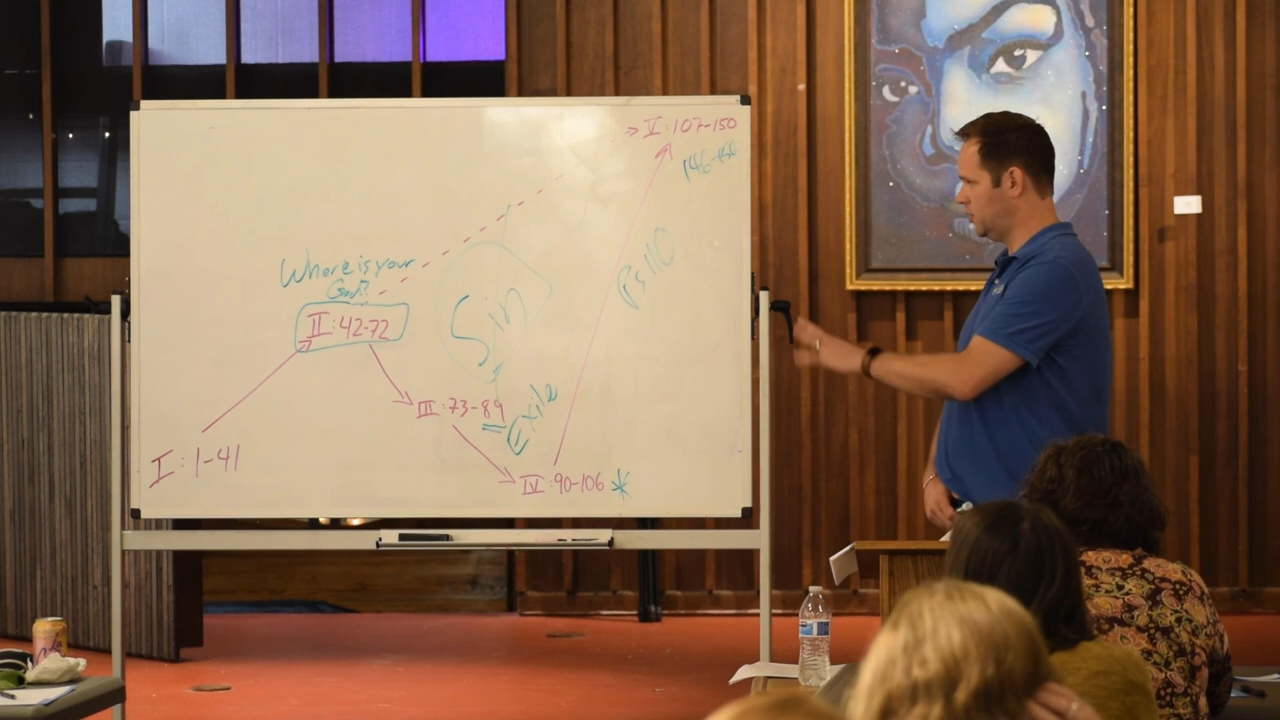 > V : 107-150
146-150
Ps 110
Where is your
God?
II : 42-72
Sin
III : 73-89
= Exile
I : 1-41
IV : 90-106 *